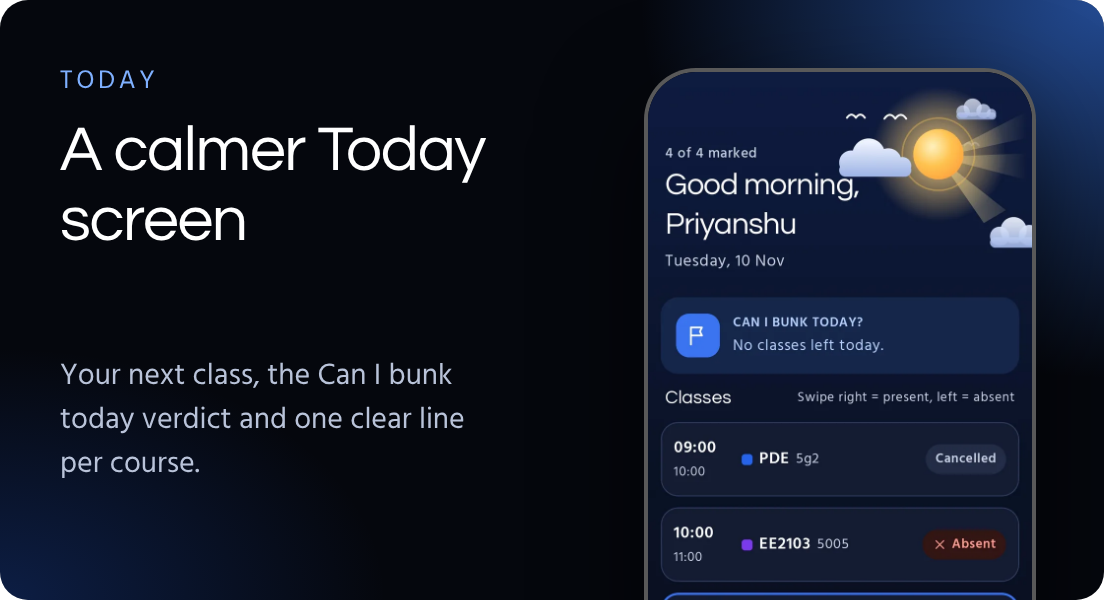 TODAY
A calmer Today
screen
Your next class, the Can I bunk
today verdict and one clear line
per course.
4 of 4 marked
Good morning,
Priyanshu
Tuesday, 10 Nov
CAN I BUNK TODAY?
No classes left today.
Classes
Swipe right = present, left = absent
09:00
10:00
PDE 5g2
Cancelled
10:00
11:00
EE2103 5005
Absent